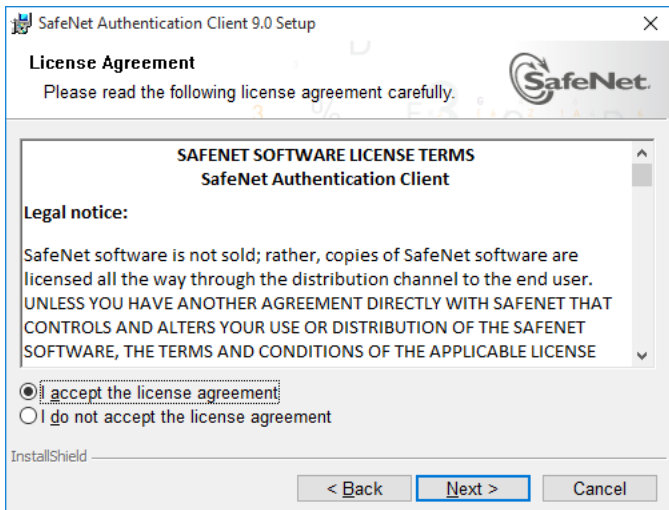 SafeNet Authentication Client 9.0 Setup
License Agreement
Please read the following license agreement carefully.
SafeNet.
SAFENET SOFTWARE LICENSE TERMS
SafeNet Authentication Client
Legal notice:
SafeNet software is not sold; rather, copies of SafeNet software are
licensed all the way through the distribution channel to the end user.
UNLESS YOU HAVE ANOTHER AGREEMENT DIRECTLY WITH SAFENET THAT
CONTROLS AND ALTERS YOUR USE OR DISTRIBUTION OF THE SAFENET
SOFTWARE, THE TERMS AND CONDITIONS OF THE APPLICABLE LICENSE
I accept the license agreement
I do not accept the license agreement
InstallShield
< Back Next > Cancel